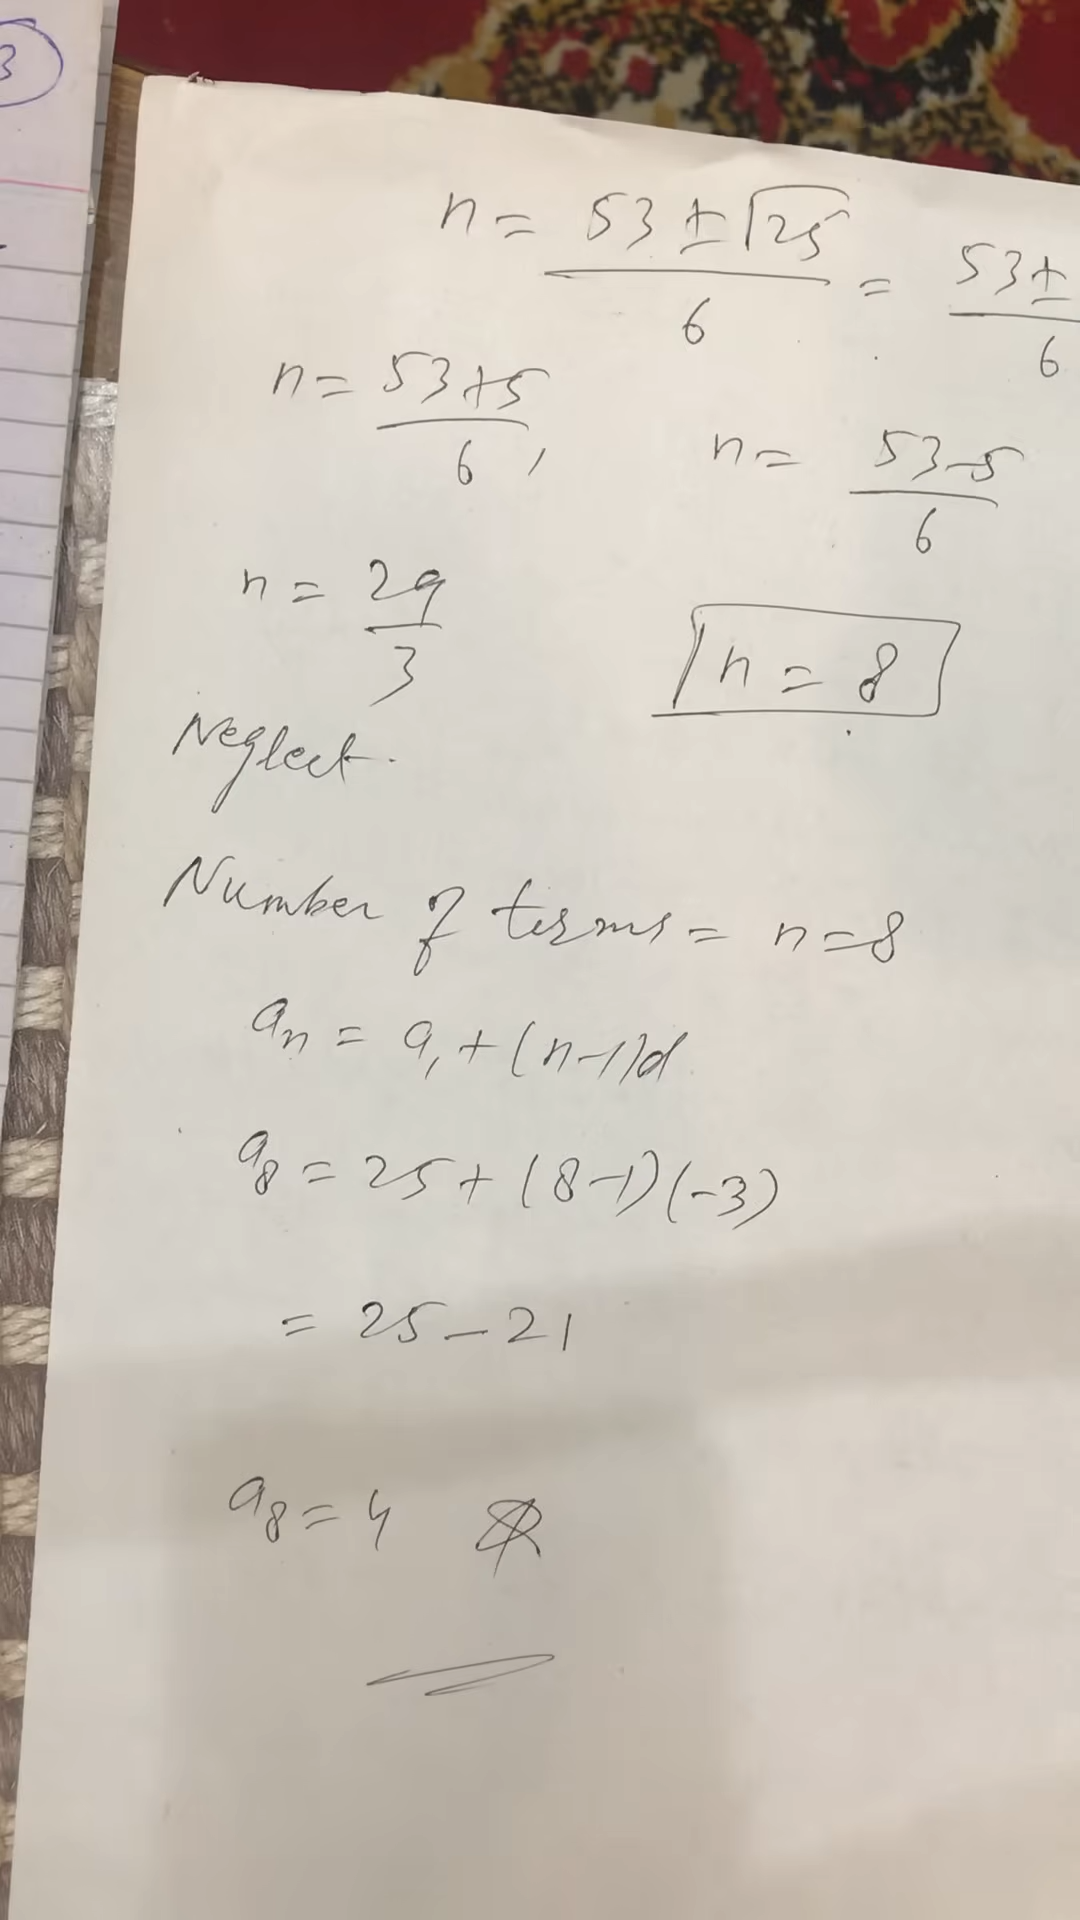 3
n = 53 ± √25 / 6 = 53 ± / 6
n = 53+5 / 6 , n = 53-5 / 6
n = 29 / 3
n = 8
Neglect.
Number of terms = n = 8
aₙ = a₁ + (n-1)d
a₈ = 25 + (8-1)(-3)
= 25 - 21
a₈ = 4